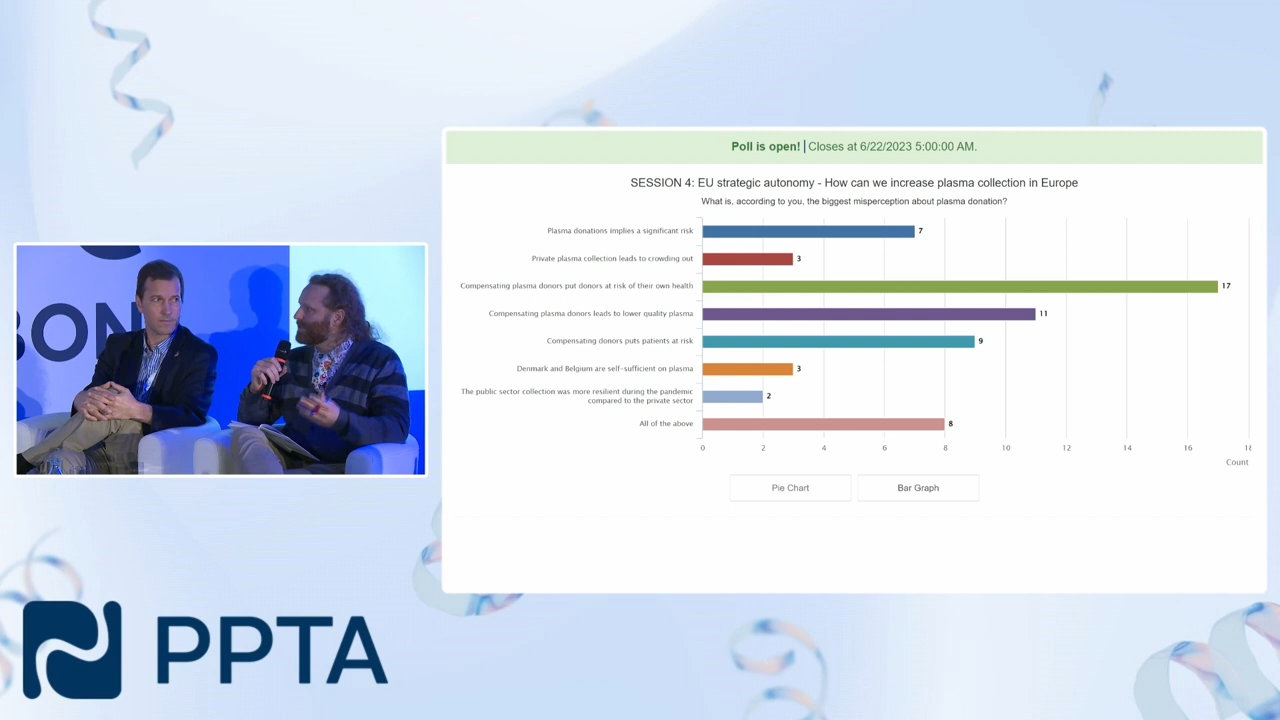 Poll is open! | Closes at 6/22/2023 5:00:00 AM.
SESSION 4: EU strategic autonomy - How can we increase plasma collection in Europe
What is, according to you, the biggest misperception about plasma donation?
Plasma donations implies a significant risk
7
Private plasma collection leads to crowding out
3
Compensating plasma donors put donors at risk of their own health
17
Compensating plasma donors leads to lower quality plasma
11
Compensating donors puts patients at risk
9
Denmark and Belgium are self-sufficient on plasma
3
The public sector collection was more resilient during the pandemic
compared to the private sector
2
All of the above
8
0 2 4 6 8 10 12 14 16 18
Count
Pie Chart Bar Graph
BON
PPTA